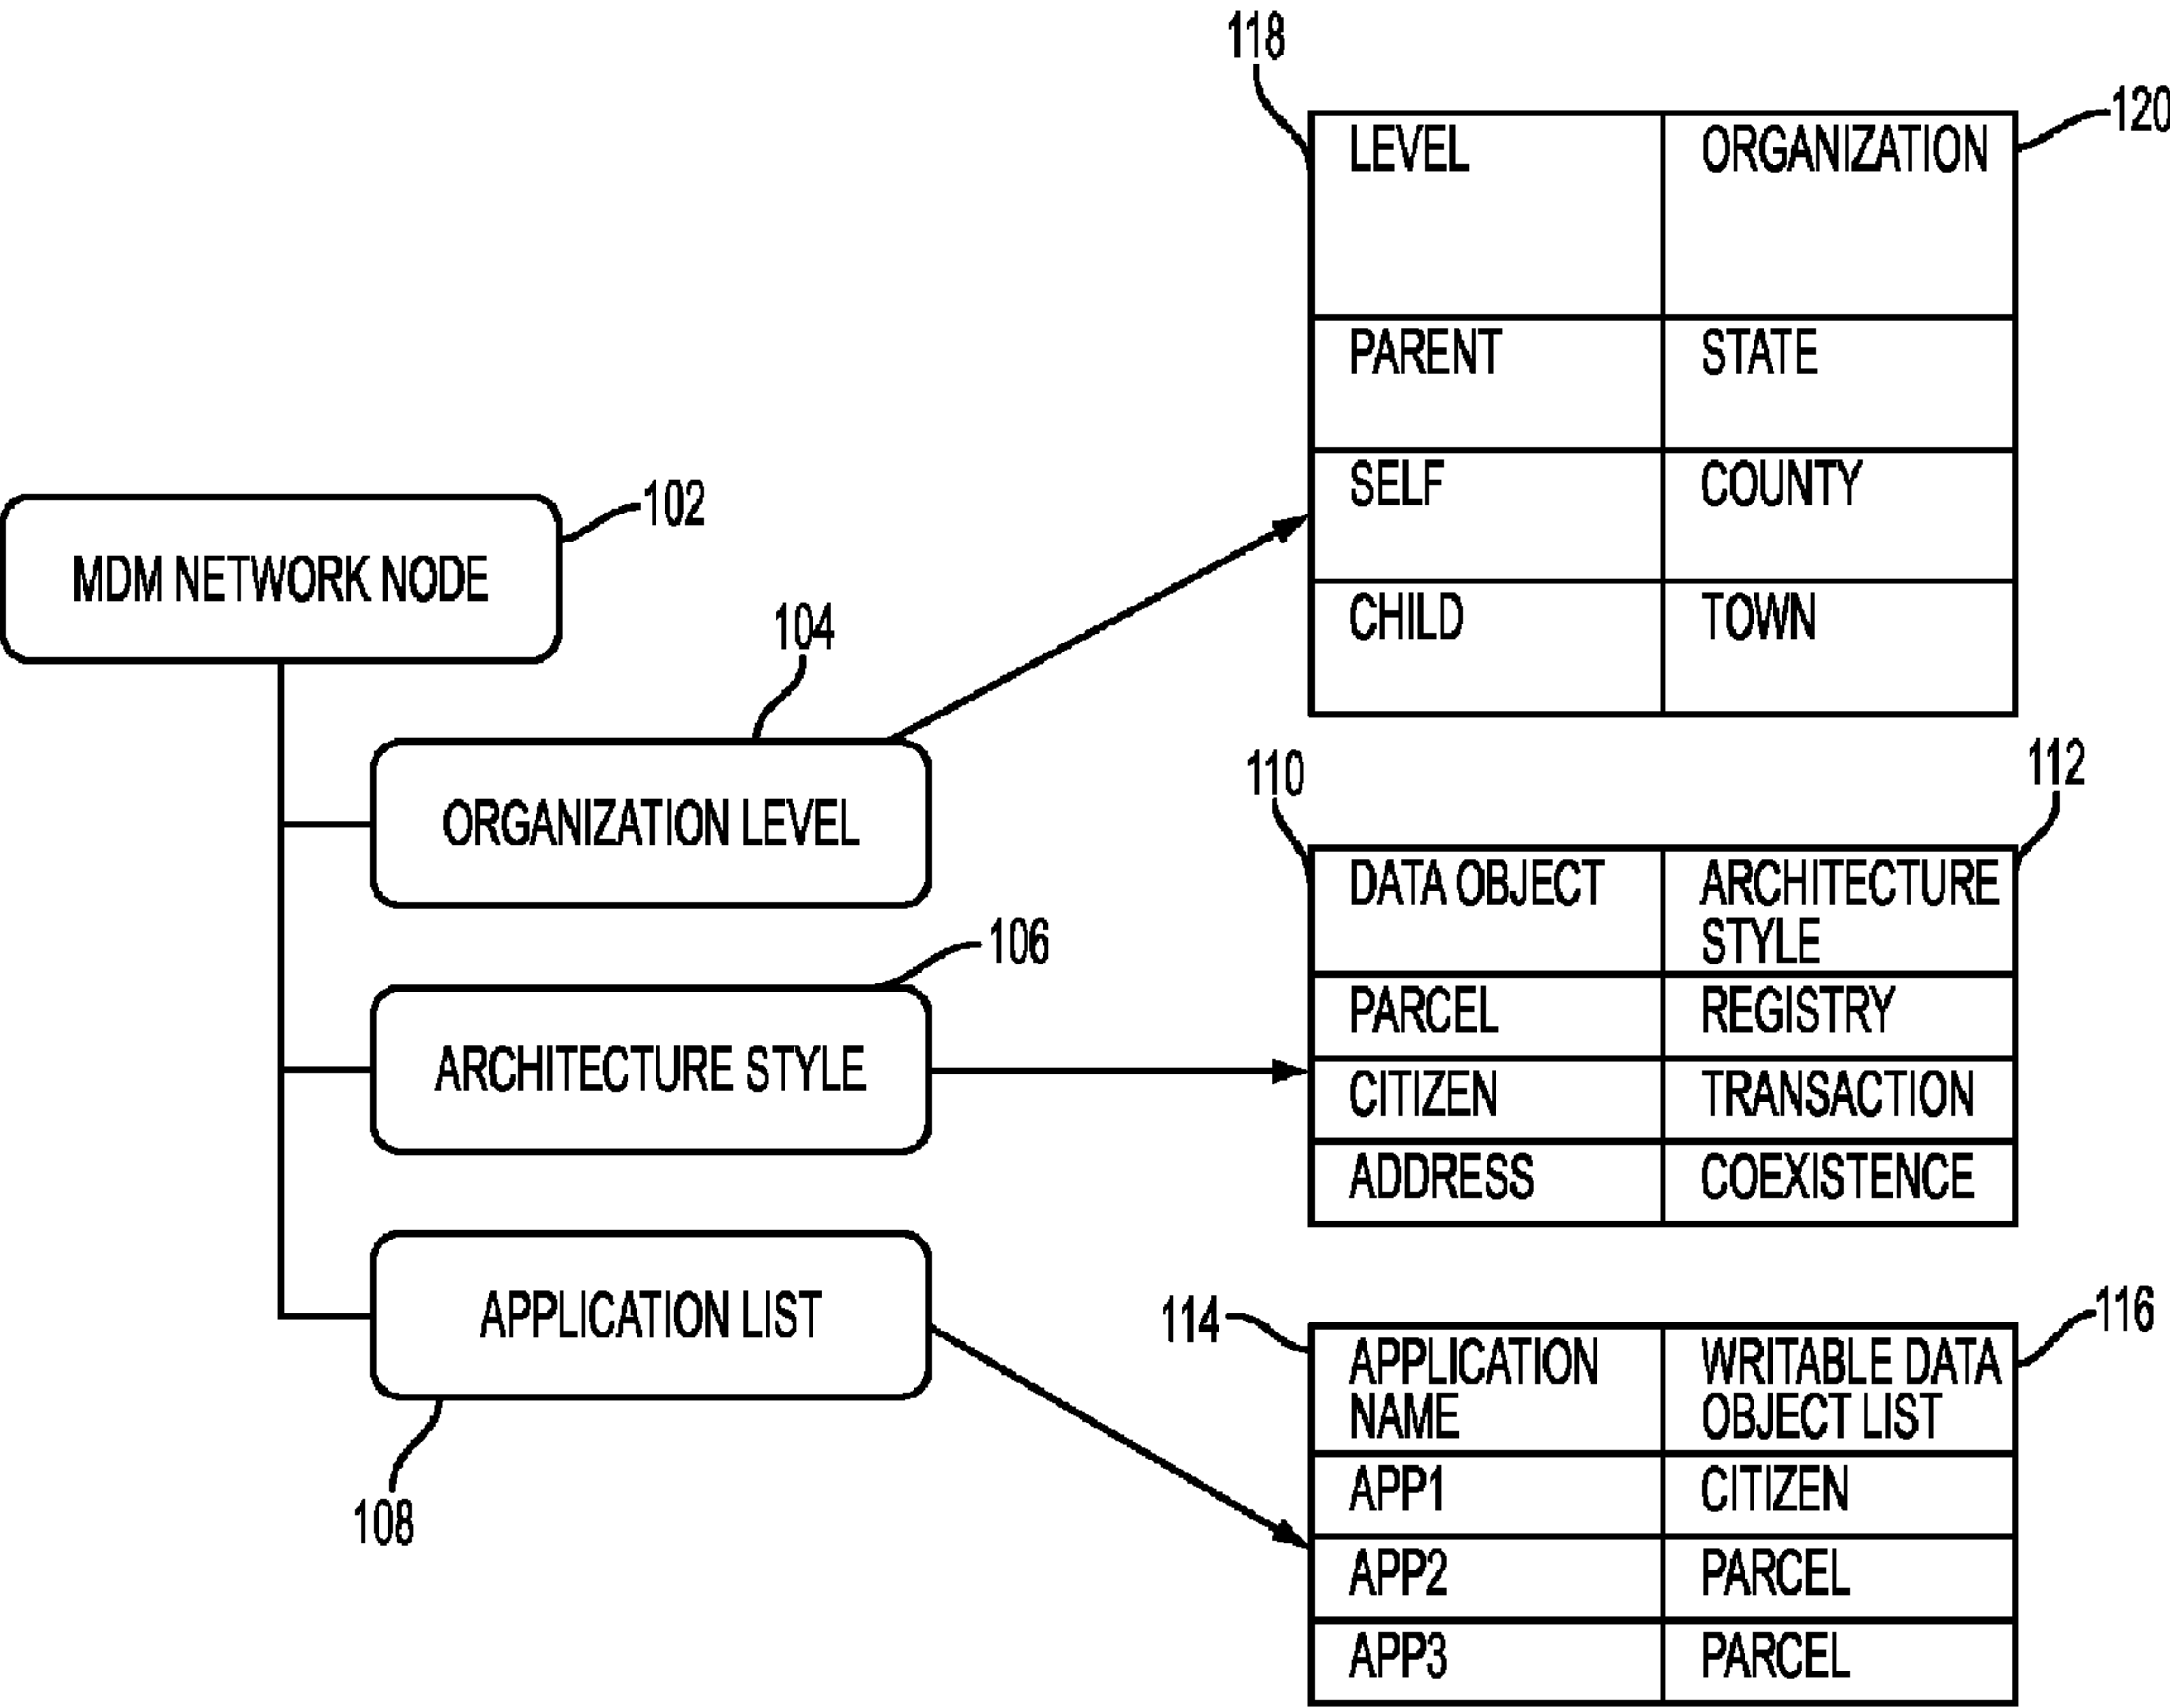 118
120
LEVEL ORGANIZATION
PARENT STATE
SELF COUNTY
CHILD TOWN
102
MDM NETWORK NODE
104
ORGANIZATION LEVEL
110
112
DATA OBJECT ARCHITECTURE
STYLE
PARCEL REGISTRY
CITIZEN TRANSACTION
ADDRESS COEXISTENCE
106
ARCHITECTURE STYLE
APPLICATION LIST
108
114
116
APPLICATION WRITABLE DATA
NAME OBJECT LIST
APP1 CITIZEN
APP2 PARCEL
APP3 PARCEL